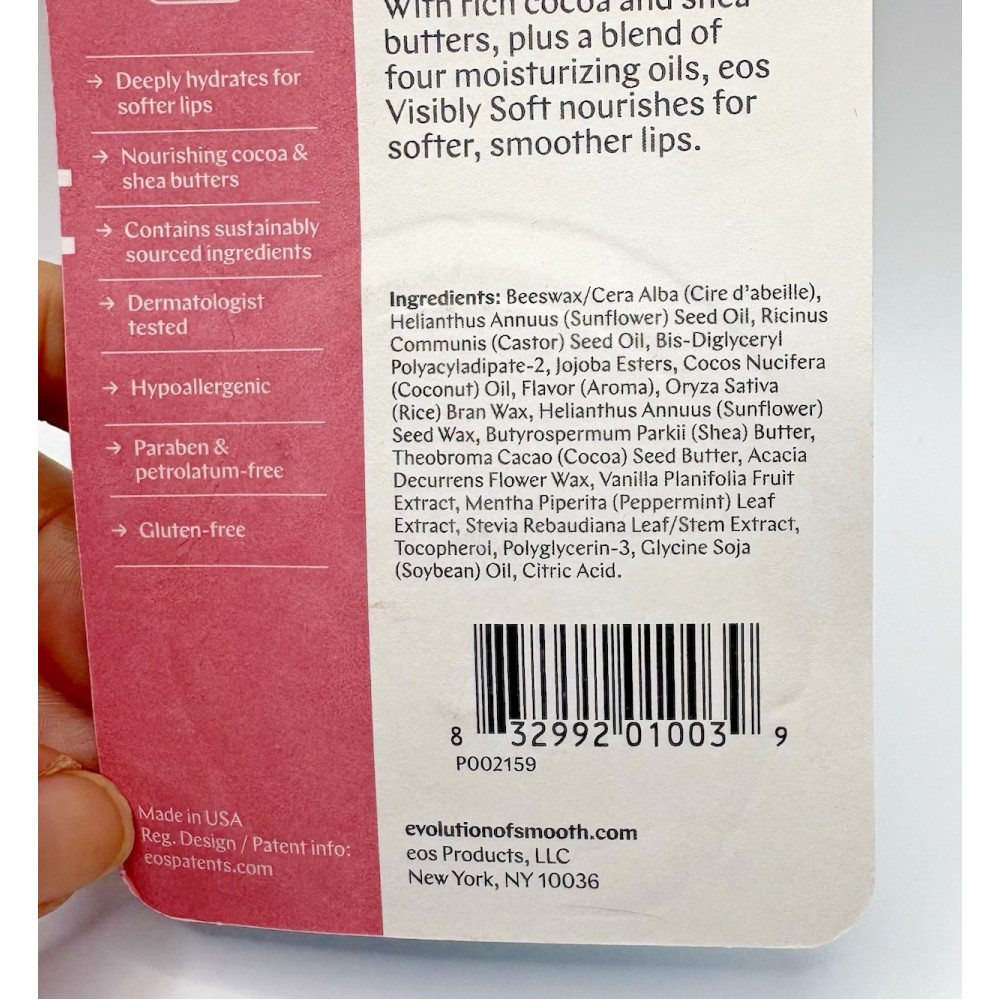 → Deeply hydrates for
softer lips
→ Nourishing cocoa &
shea butters
→ Contains sustainably
sourced ingredients
→ Dermatologist
tested
→ Hypoallergenic
→ Paraben &
petrolatum-free
→ Gluten-free
Made in USA
Reg. Design / Patent info:
eospatents.com
With rich cocoa and shea
butters, plus a blend of
four moisturizing oils, eos
Visibly Soft nourishes for
softer, smoother lips.
Ingredients: Beeswax/Cera Alba (Cire d'abeille),
Helianthus Annuus (Sunflower) Seed Oil, Ricinus
Communis (Castor) Seed Oil, Bis-Diglyceryl
Polyacyladipate-2, Jojoba Esters, Cocos Nucifera
(Coconut) Oil, Flavor (Aroma), Oryza Sativa
(Rice) Bran Wax, Helianthus Annuus (Sunflower)
Seed Wax, Butyrospermum Parkii (Shea) Butter,
Theobroma Cacao (Cocoa) Seed Butter, Acacia
Decurrens Flower Wax, Vanilla Planifolia Fruit
Extract, Mentha Piperita (Peppermint) Leaf
Extract, Stevia Rebaudiana Leaf/Stem Extract,
Tocopherol, Polyglycerin-3, Glycine Soja
(Soybean) Oil, Citric Acid.
8 32992 01003 9
P002159
evolutionofsmooth.com
eos Products, LLC
New York, NY 10036